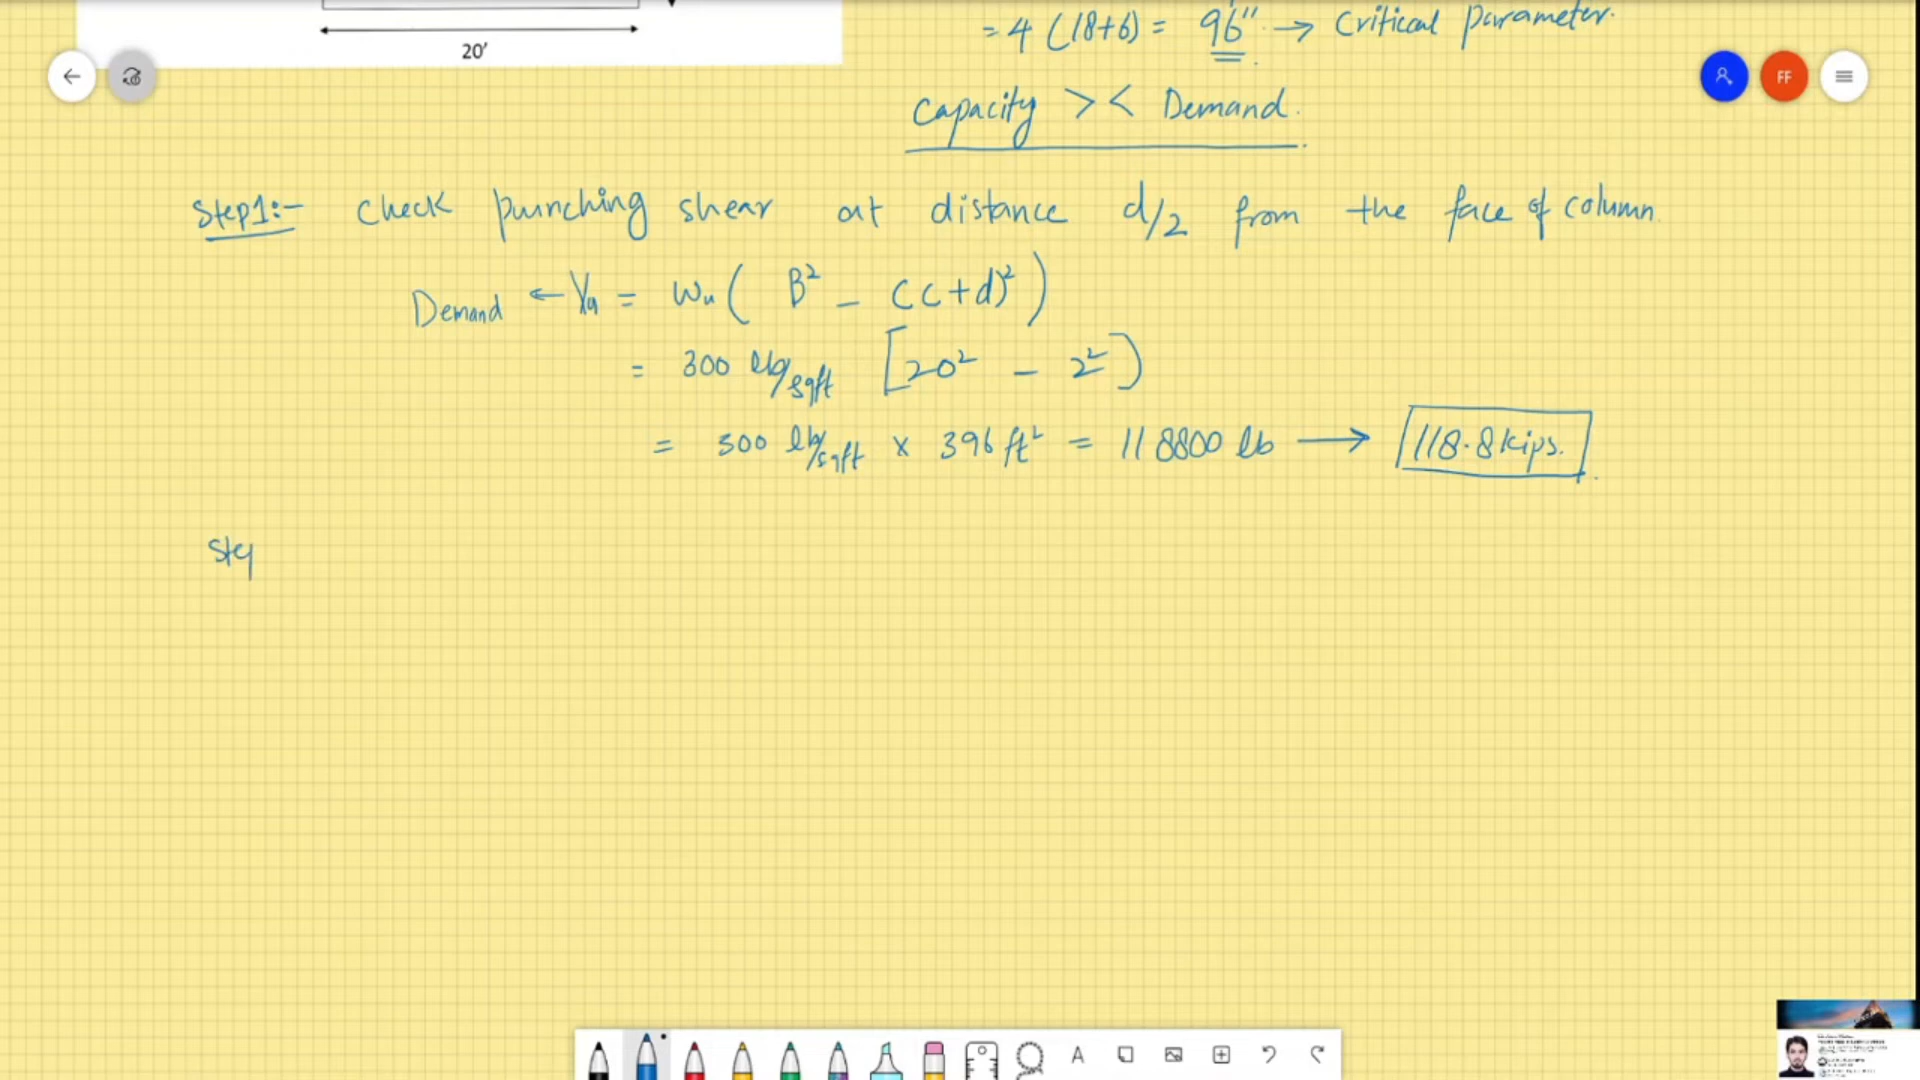 = 4 (18+6) = 96" → Critical parameter.
20'
FF
Capacity > < Demand.
Step1:- Check punching shear at distance d/2 from the face of column.
Demand ← Vu = Wu ( B² - (c+d)² )
= 300 lb/sqft [20² - 2²)
= 300 lb/sqft x 396 ft² = 118800 lb → 118.8 kips.
Step
A